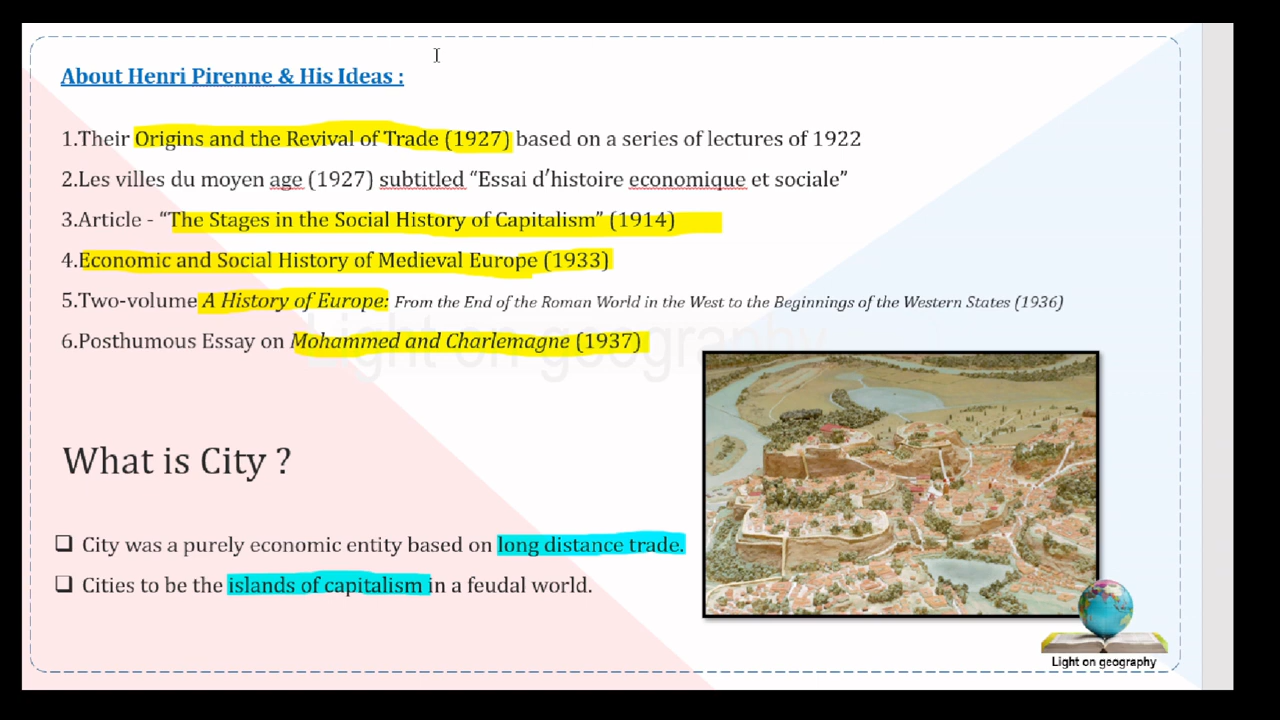 About Henri Pirenne & His Ideas :
1.Their Origins and the Revival of Trade (1927) based on a series of lectures of 1922
2.Les villes du moyen age (1927) subtitled “Essai d’histoire economique et sociale”
3.Article - “The Stages in the Social History of Capitalism” (1914)
4.Economic and Social History of Medieval Europe (1933)
5.Two-volume A History of Europe: From the End of the Roman World in the West to the Beginnings of the Western States (1936)
6.Posthumous Essay on Mohammed and Charlemagne (1937)
Light on geography
What is City ?
City was a purely economic entity based on long distance trade.
Cities to be the islands of capitalism in a feudal world.
Light on geography